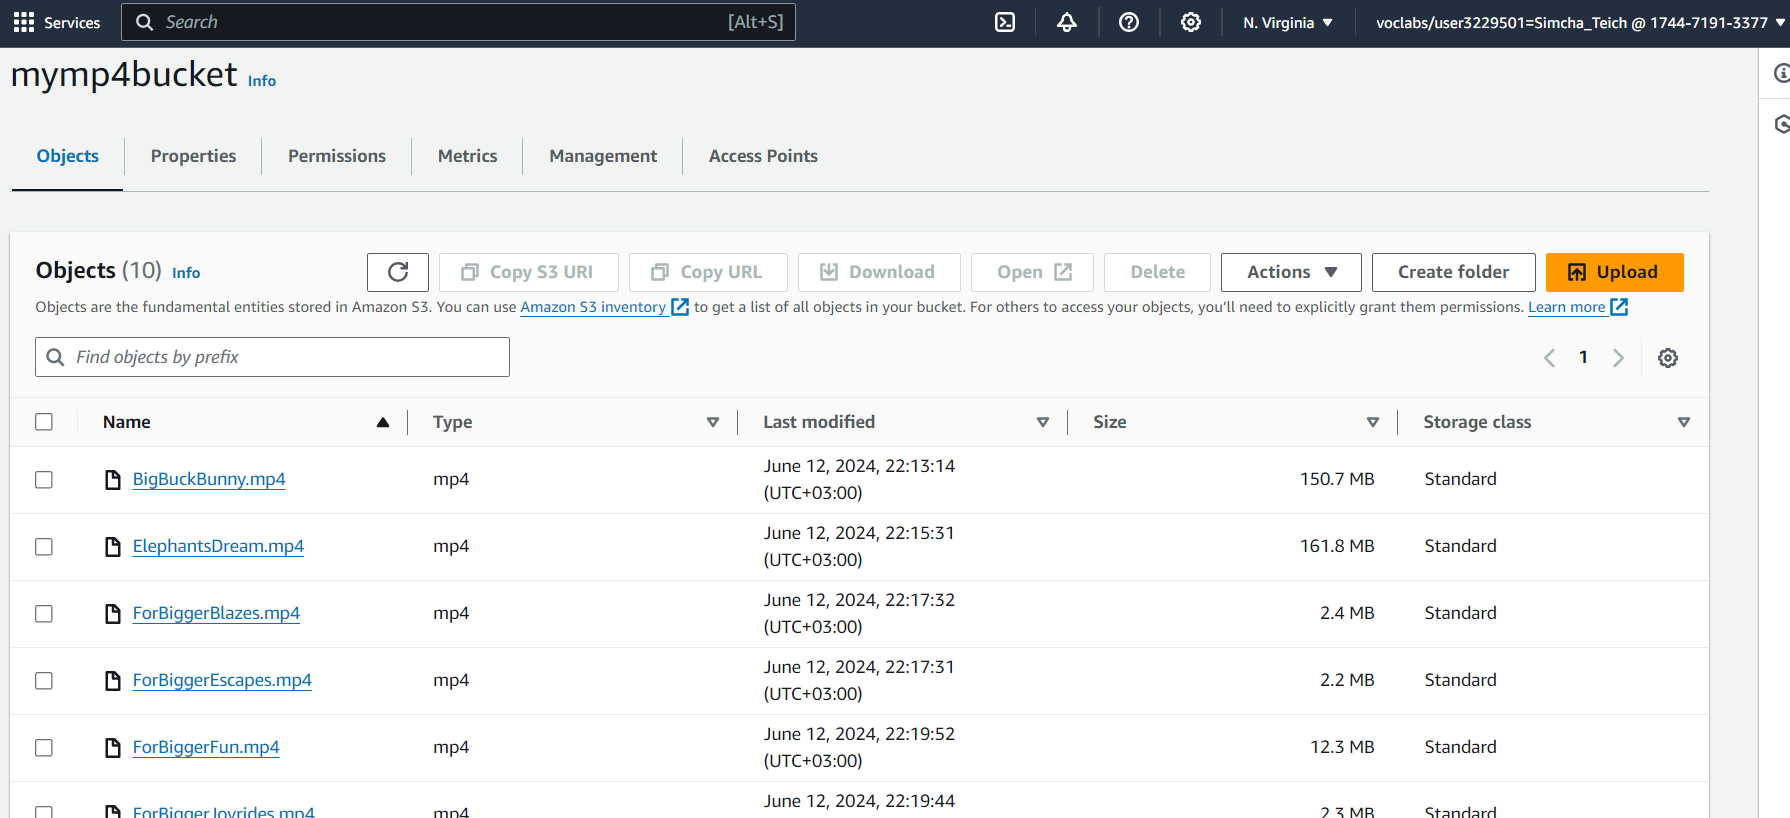 Services
Search [Alt+S]
N. Virginia
voclabs/user3229501=Simcha_Teich @ 1744-7191-3377
mymp4bucket Info
Objects Properties Permissions Metrics Management Access Points
Objects (10) Info Copy S3 URI Copy URL Download Open Delete Actions Create folder Upload
Objects are the fundamental entities stored in Amazon S3. You can use Amazon S3 inventory to get a list of all objects in your bucket. For others to access your objects, you'll need to explicitly grant them permissions. Learn more
Find objects by prefix
1
Name Type Last modified Size Storage class
BigBuckBunny.mp4 mp4 June 12, 2024, 22:13:14 (UTC+03:00) 150.7 MB Standard
ElephantsDream.mp4 mp4 June 12, 2024, 22:15:31 (UTC+03:00) 161.8 MB Standard
ForBiggerBlazes.mp4 mp4 June 12, 2024, 22:17:32 (UTC+03:00) 2.4 MB Standard
ForBiggerEscapes.mp4 mp4 June 12, 2024, 22:17:31 (UTC+03:00) 2.2 MB Standard
ForBiggerFun.mp4 mp4 June 12, 2024, 22:19:52 (UTC+03:00) 12.3 MB Standard
ForBiggerJoyrides.mp4 mp4 June 12, 2024, 22:19:44 2.3 MB Standard